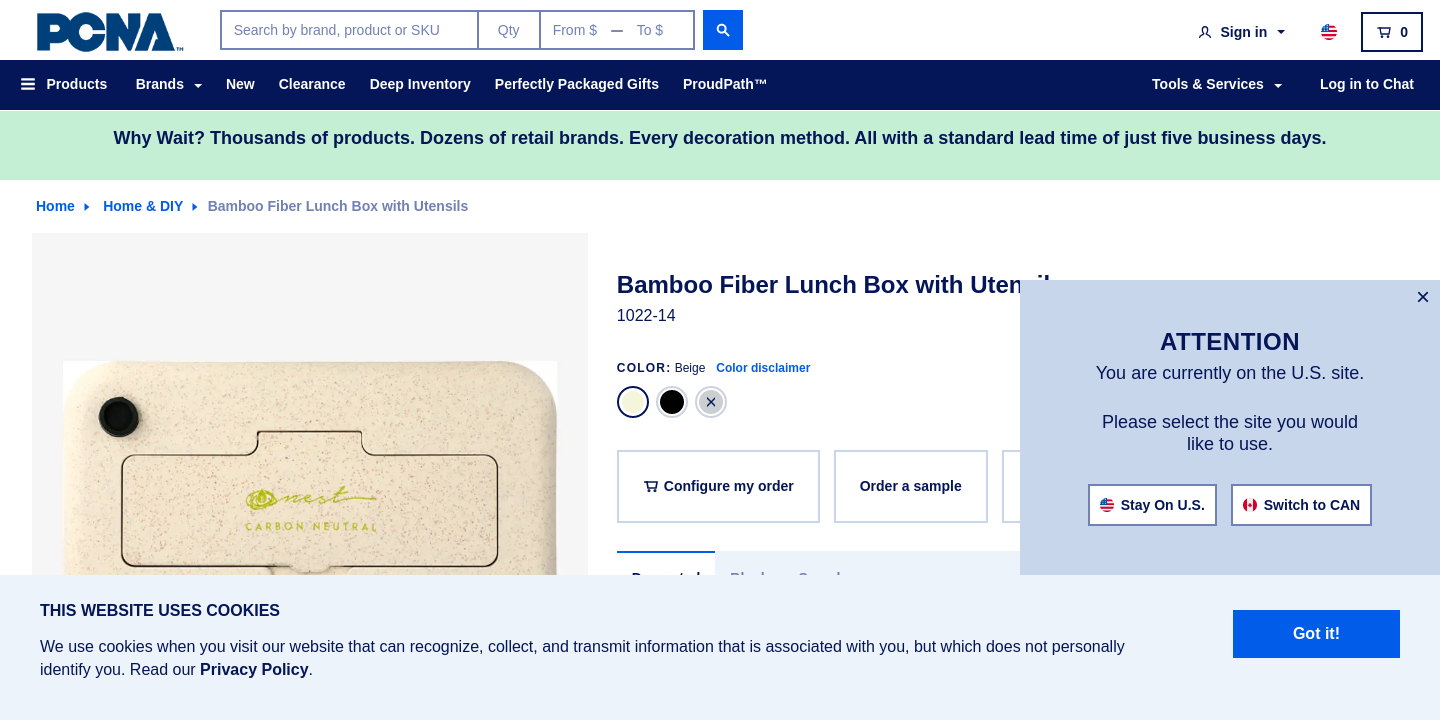 PCNA™
Search by brand, product or SKU
Qty
From $
To $
Sign in
0
Products
Brands
New
Clearance
Deep Inventory
Perfectly Packaged Gifts
ProudPath™
Tools & Services
Log in to Chat
Why Wait? Thousands of products. Dozens of retail brands. Every decoration method. All with a standard lead time of just five business days.
Home
Home & DIY
Bamboo Fiber Lunch Box with Utensils
Bamboo Fiber Lunch Box with Utensil
1022-14
COLOR: Beige Color disclaimer
Configure my order
Order a sample
nest
CARBON NEUTRAL
ATTENTION
You are currently on the U.S. site.
Please select the site you would
like to use.
Stay On U.S.
Switch to CAN
THIS WEBSITE USES COOKIES
We use cookies when you visit our website that can recognize, collect, and transmit information that is associated with you, but which does not personally
identify you. Read our Privacy Policy.
Got it!